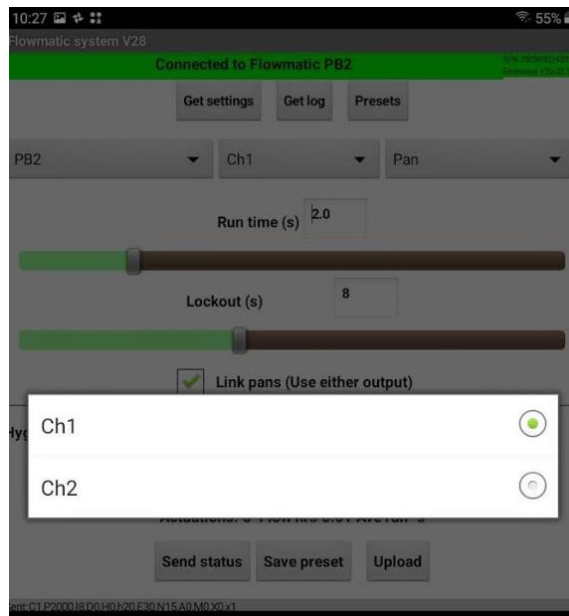 10:27 55%
Flowmatic system V28
Connected to Flowmatic PB2
Get settings Get log Presets
PB2 Ch1 Pan
Run time (s) 2.0
Lockout (s) 8
Link pans (Use either output)
Ch1
Ch2
Send status Save preset Upload